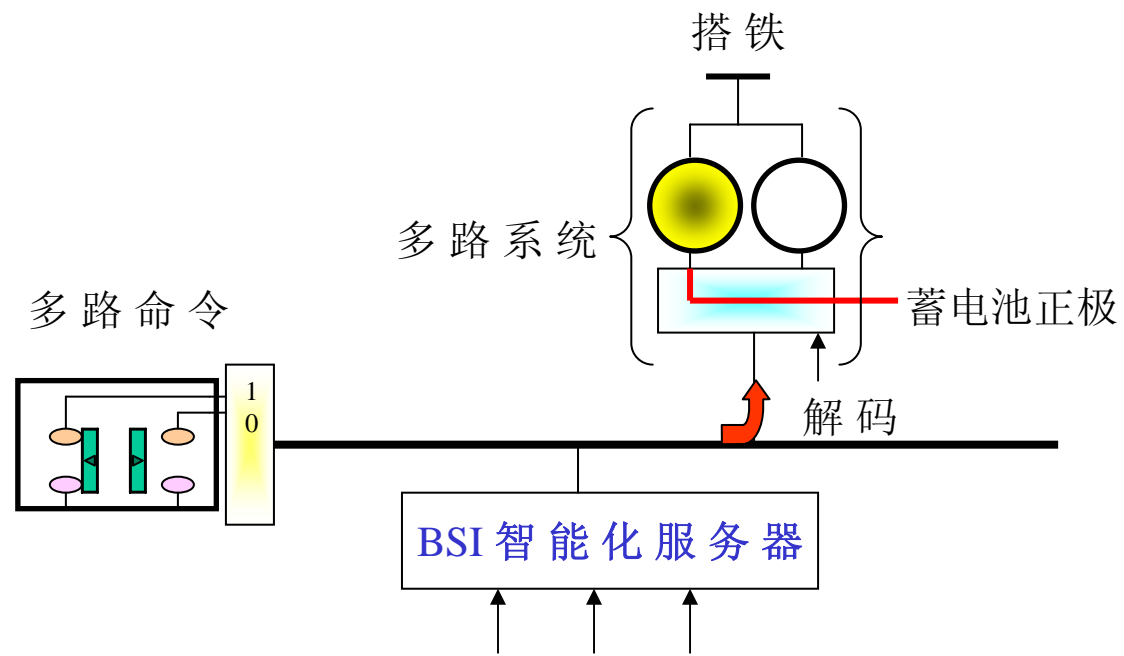 搭 铁
多 路 系 统
蓄电池正极
多 路 命 令
解 码
1
0
BSI 智 能 化 服 务 器